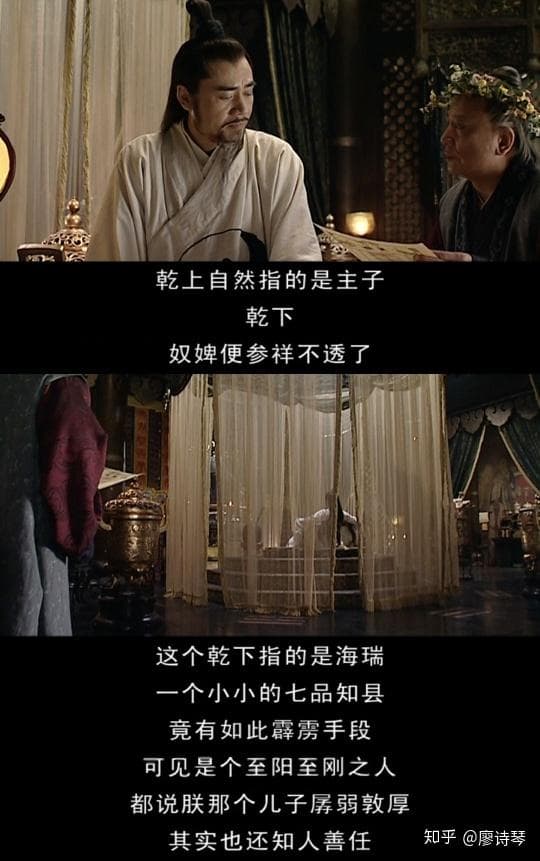 乾上自然指的是主子
乾下
奴婢便参祥不透了
这个乾下指的是海瑞
一个小小的七品知县
竟有如此霹雳手段
可见是个至阳至刚之人
都说朕那个儿子孱弱敦厚
其实也还知人善任
知乎 @廖诗琴